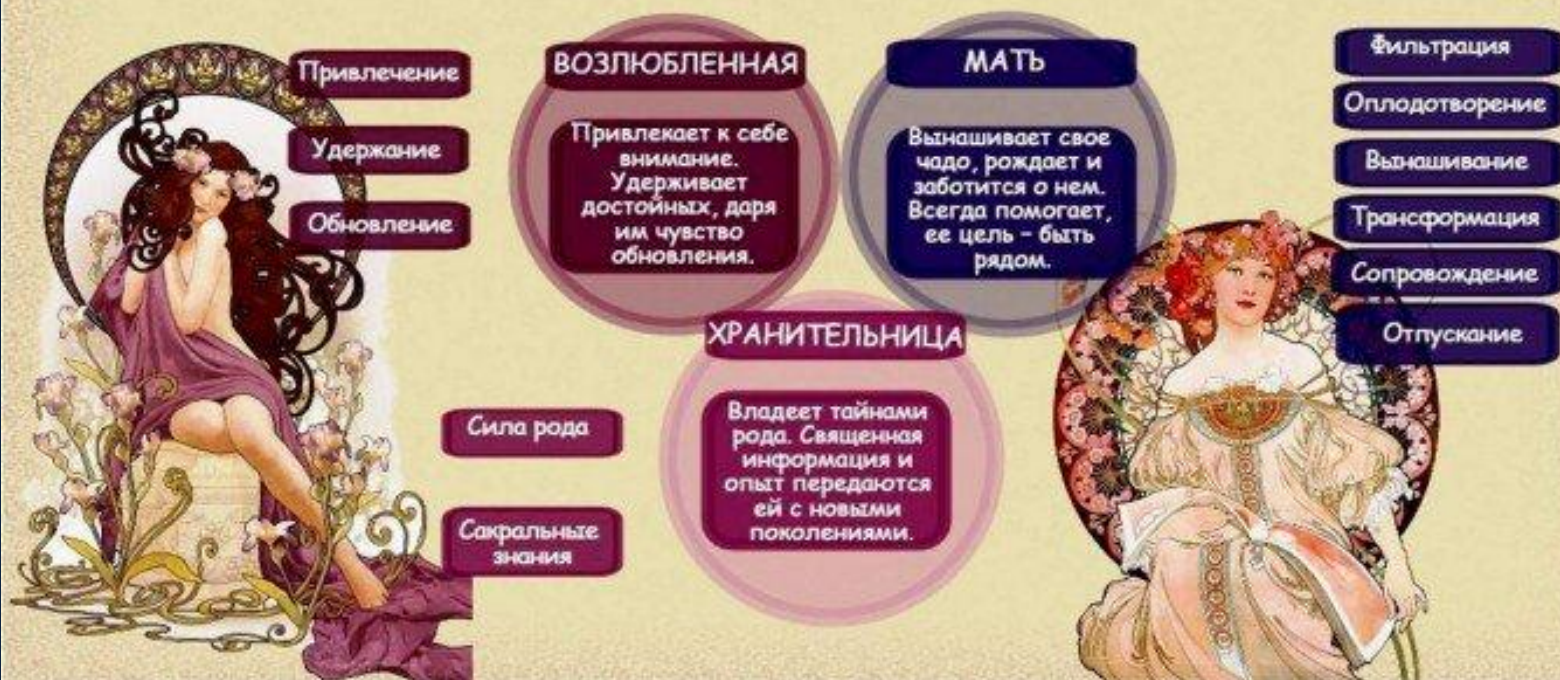 Привлечение
Удержание
Обновление
ВОЗЛЮБЛЕННАЯ
Привлекает к себе
внимание.
Удерживает
достойных, даря
им чувство
обновления.
МАТЬ
Вынашивает свое
чадо, рождает и
заботится о нем.
Всегда помогает,
ее цель - быть
рядом.
Фильтрация
Оплодотворение
Вынашивание
Трансформация
Сопровождение
Отпускание
ХРАНИТЕЛЬНИЦА
Владеет тайнами
рода. Священная
информация и
опыт передаются
ей с новыми
поколениями.
Сила рода
Сакральные
знания